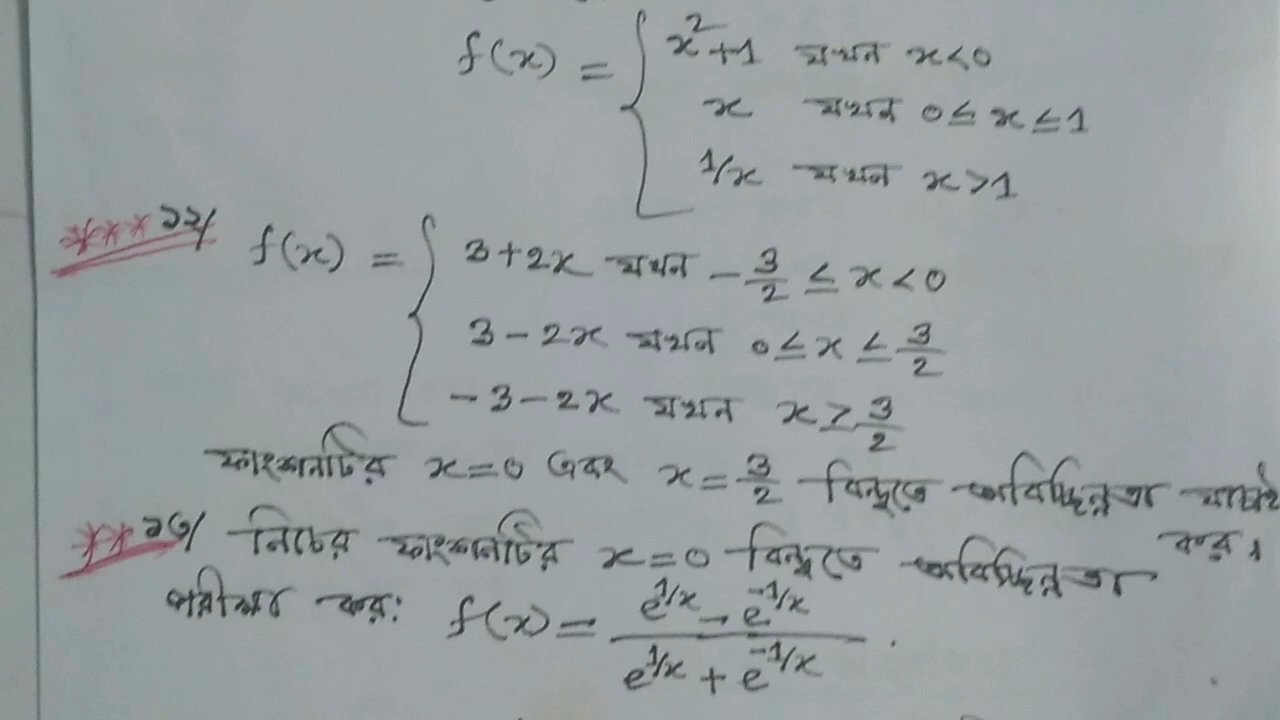 f(x) = { x²+1 যখন x<0
x যখন 0≤x≤1
1/x যখন x>1
*** ১২/ f(x) = { 3+2x যখন -3/2 ≤ x < 0
3-2x যখন 0≤x≤ 3/2
-3-2x যখন x≥ 3/2
ফাংশনটির x=0 এবং x= 3/2 বিন্দুতে অবিচ্ছিন্নতা যাচাই কর।
** ১৩/ নিচের ফাংশনটির x=0 বিন্দুতে অবিচ্ছিন্নতা
পরীক্ষা কর: f(x) = (e^{1/x} - e^{-1/x}) / (e^{1/x} + e^{-1/x}) .